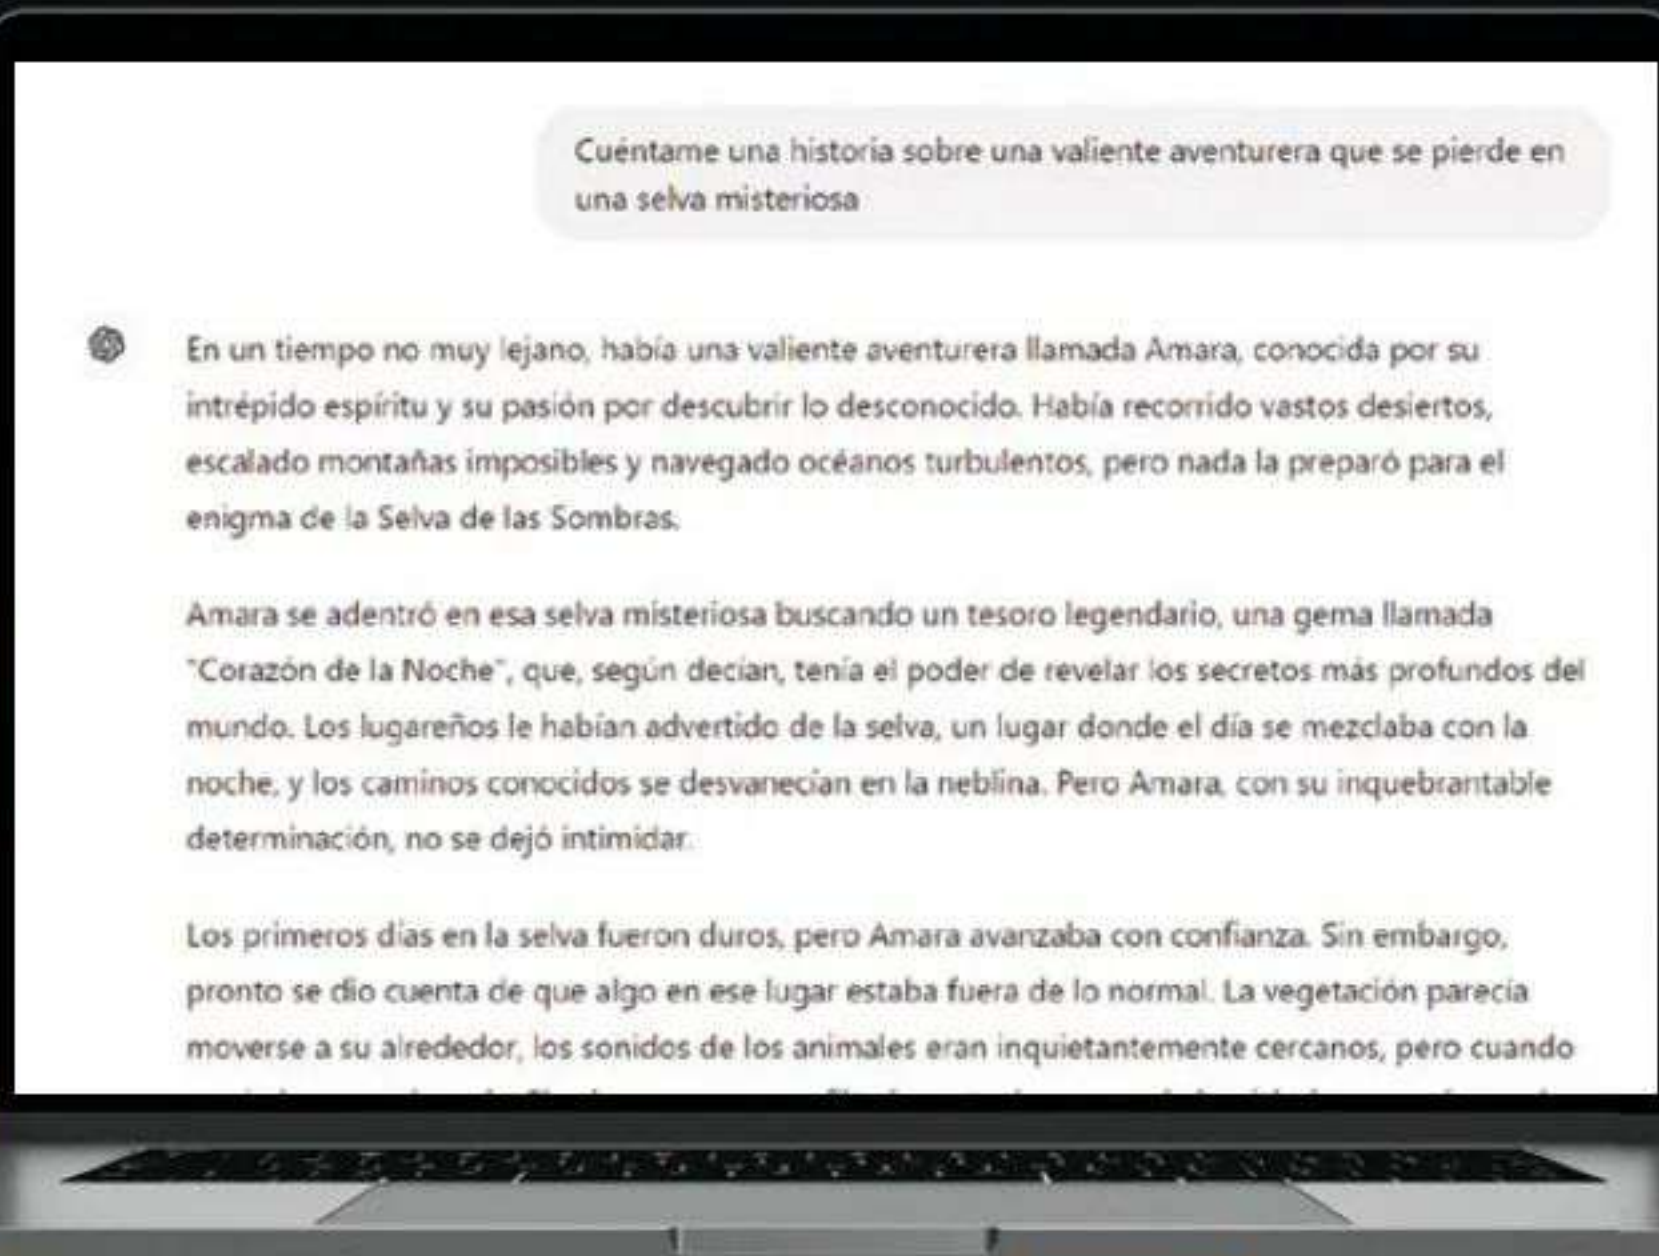 Cuéntame una historia sobre una valiente aventurera que se pierde en
una selva misteriosa
En un tiempo no muy lejano, había una valiente aventurera llamada Amara, conocida por su
intrépido espíritu y su pasión por descubrir lo desconocido. Había recorrido vastos desiertos,
escalado montañas imposibles y navegado océanos turbulentos, pero nada la preparó para el
enigma de la Selva de las Sombras.
Amara se adentró en esa selva misteriosa buscando un tesoro legendario, una gema llamada
"Corazón de la Noche", que, según decían, tenía el poder de revelar los secretos más profundos del
mundo. Los lugareños le habían advertido de la selva, un lugar donde el día se mezclaba con la
noche, y los caminos conocidos se desvanecían en la neblina. Pero Amara, con su inquebrantable
determinación, no se dejó intimidar.
Los primeros días en la selva fueron duros, pero Amara avanzaba con confianza. Sin embargo,
pronto se dio cuenta de que algo en ese lugar estaba fuera de lo normal. La vegetación parecía
moverse a su alrededor, los sonidos de los animales eran inquietantemente cercanos, pero cuando